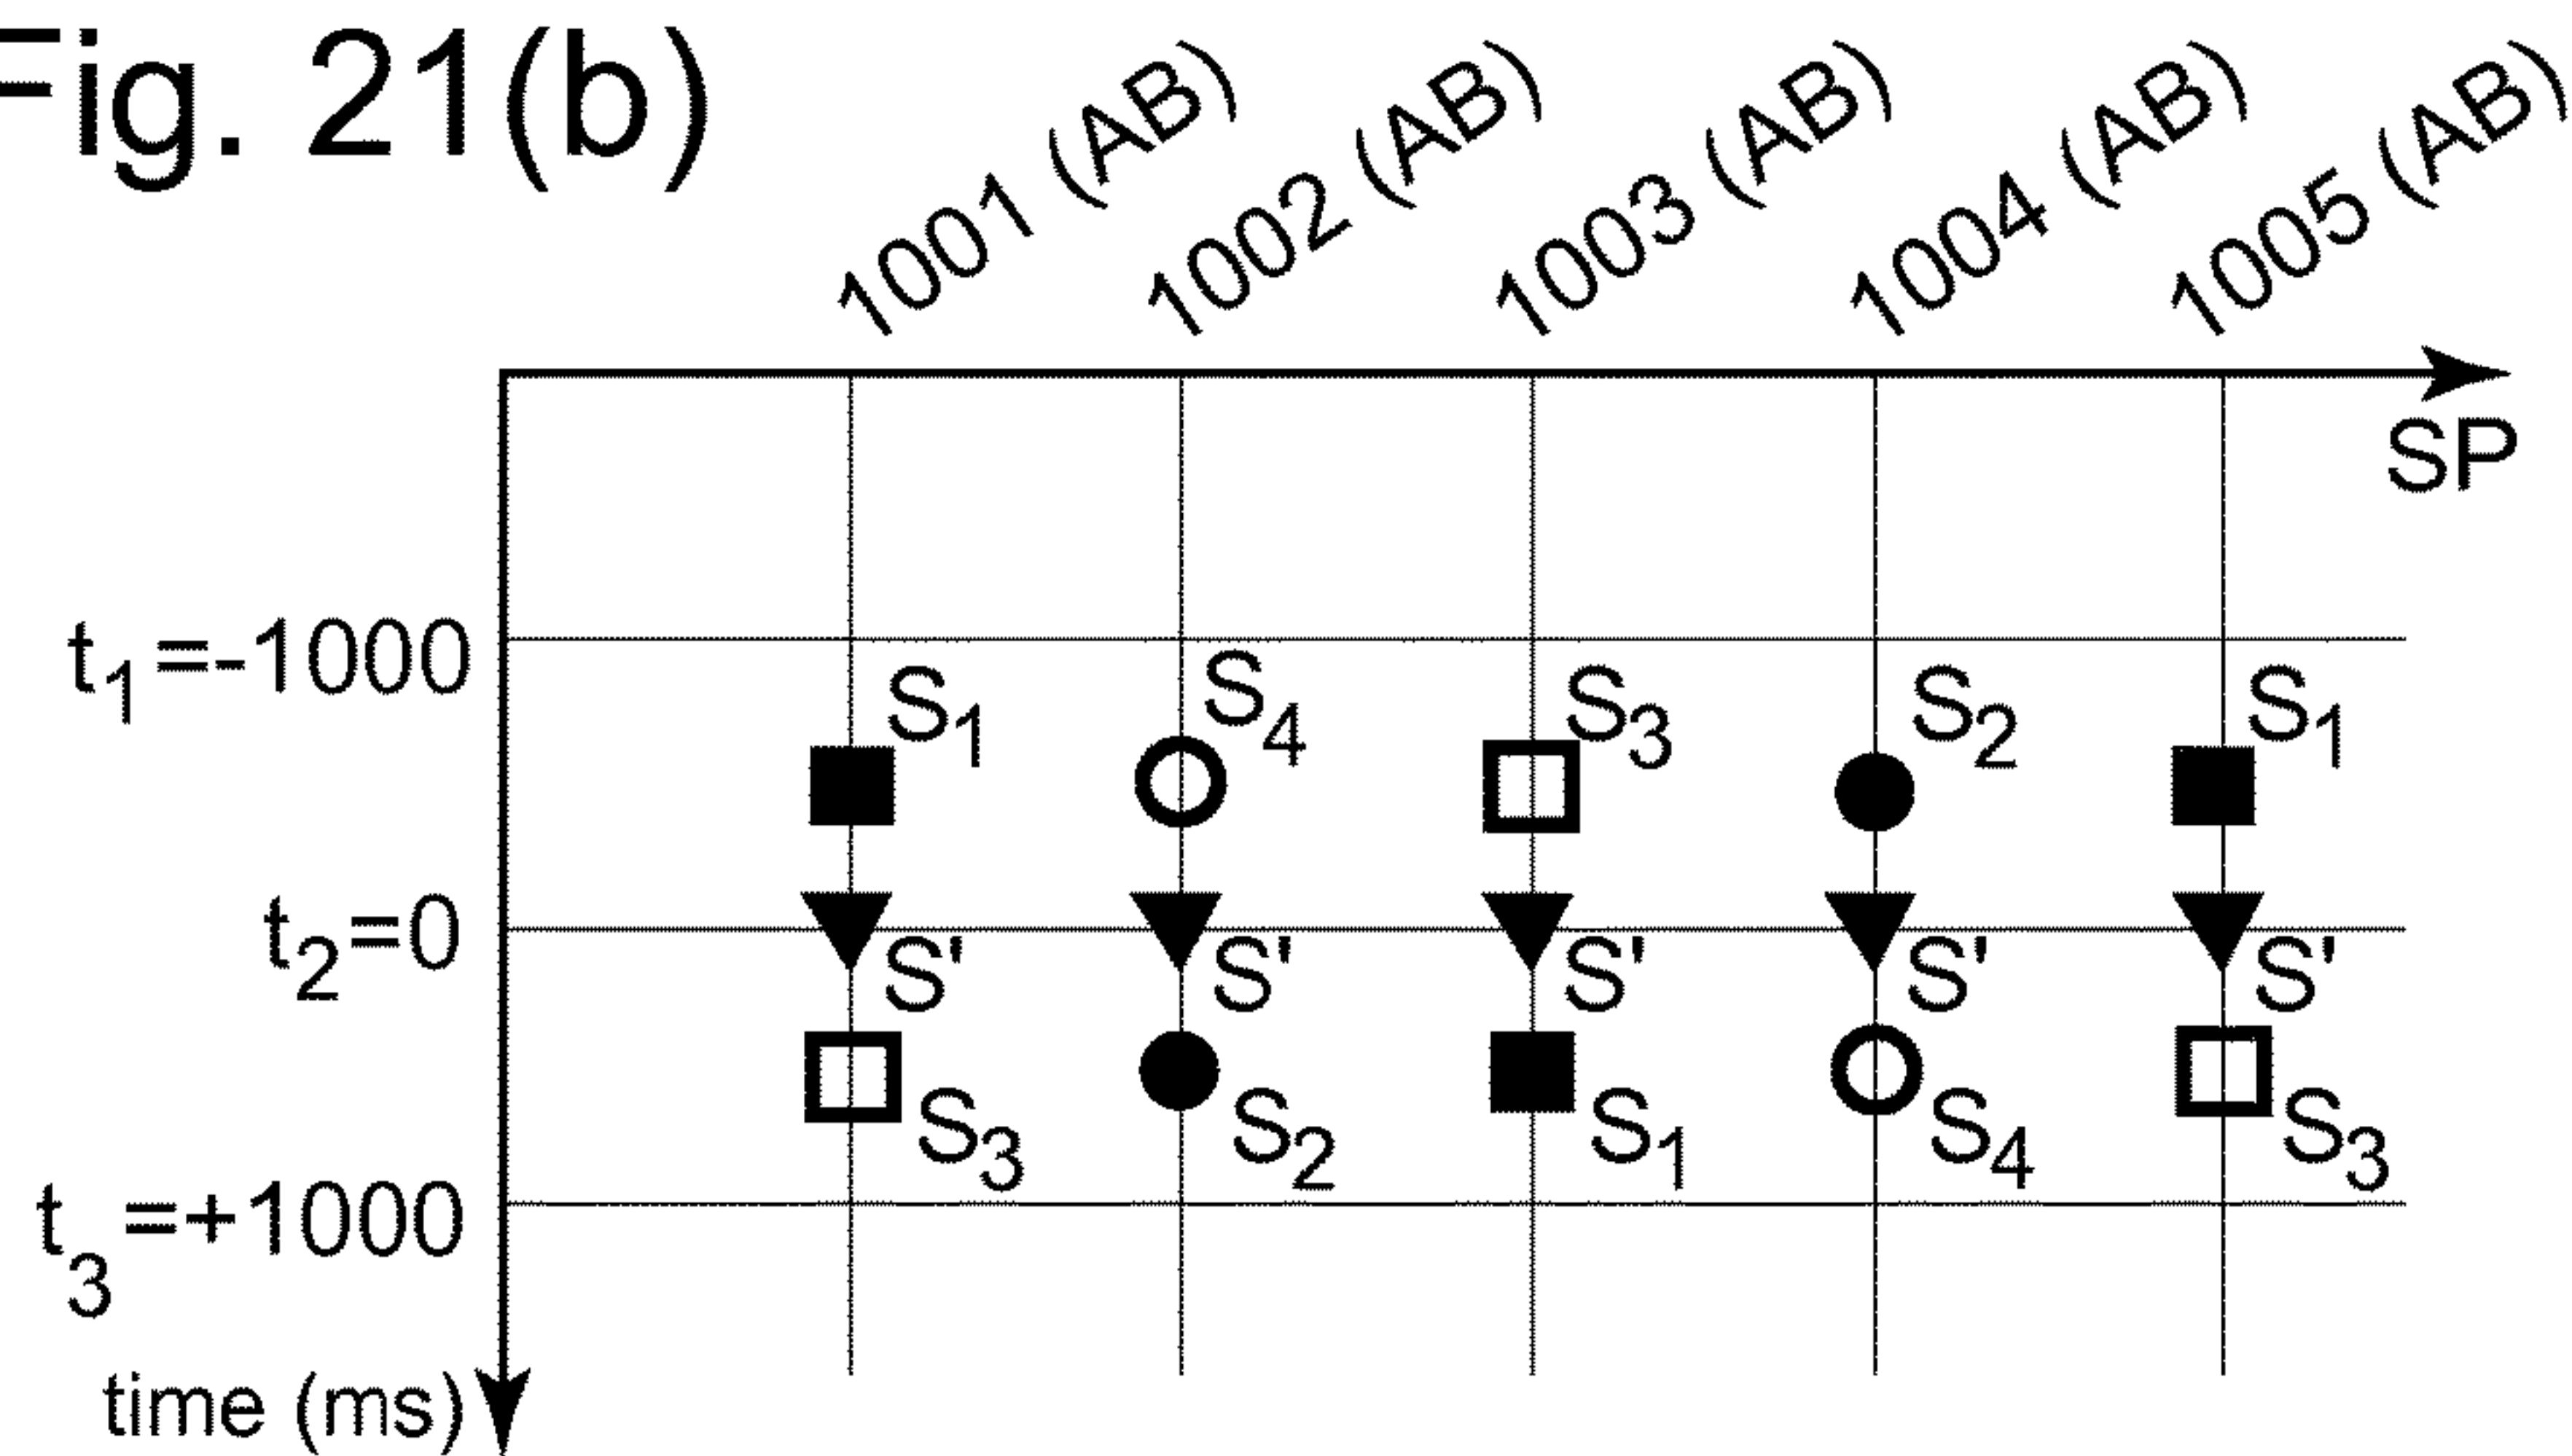 Fig. 21(b)
1001 (AB) 1002 (AB) 1003 (AB) 1004 (AB) 1005 (AB)
SP
t1=-1000
S1 S4 S3 S2 S1
t2=0
S' S' S' S' S'
S3 S2 S1 S4 S3
t3=+1000
time (ms)